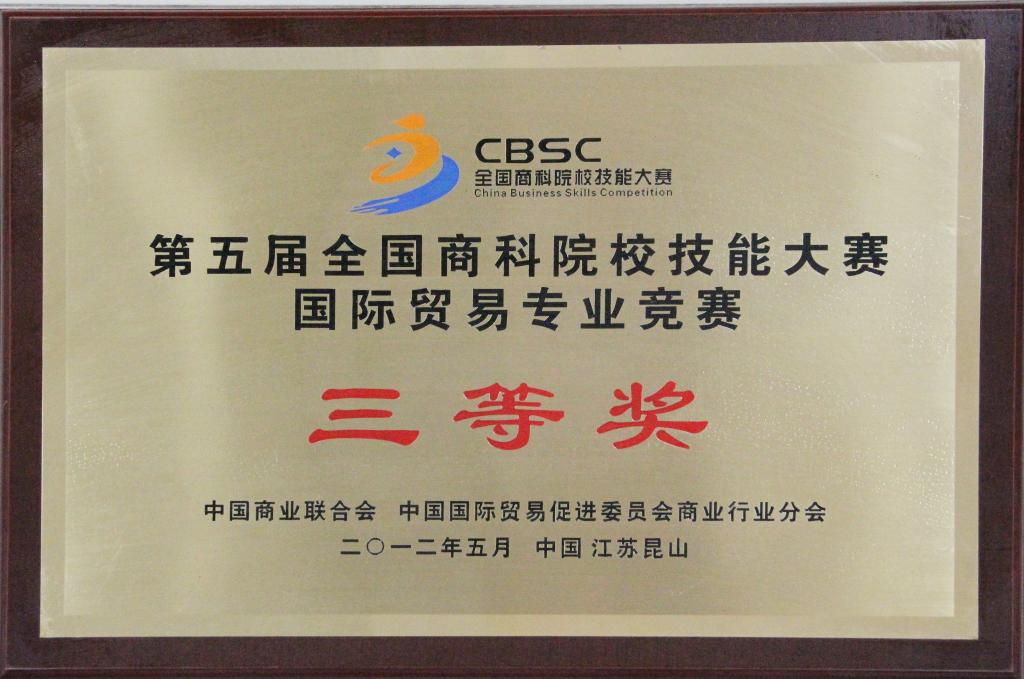 CBSC
全国商科院校技能大赛
China Business Skills Competition
第五届全国商科院校技能大赛
国际贸易专业竞赛
三等奖
中国商业联合会 中国国际贸易促进委员会商业行业分会
二〇一二年五月 中国 江苏昆山